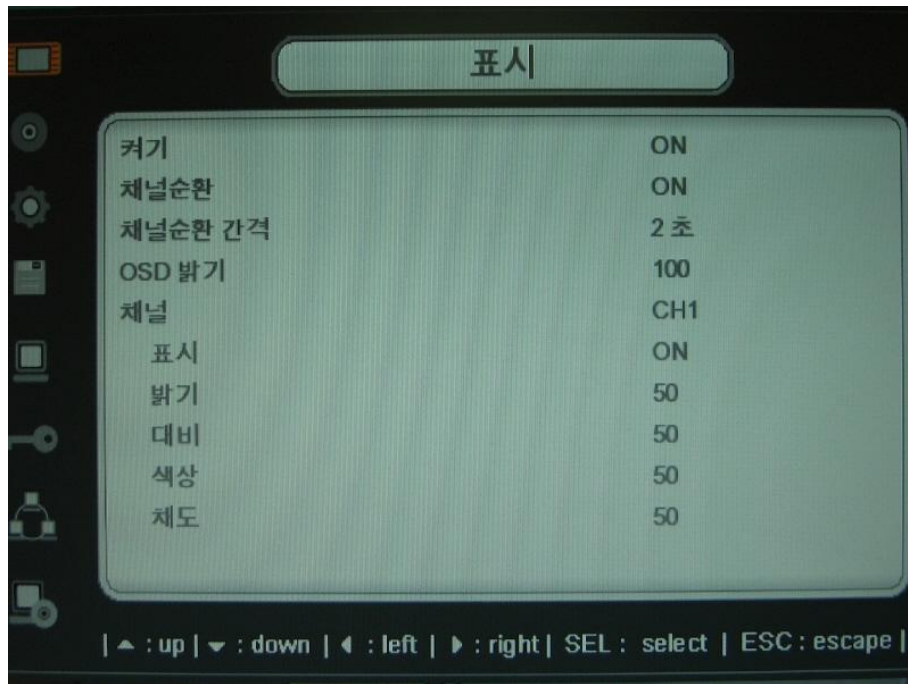 표시
켜기 ON
채널순환 ON
채널순환 간격 2 초
OSD 밝기 100
채널 CH1
표시 ON
밝기 50
대비 50
색상 50
채도 50
| ▲ : up | ▼ : down | ◀ : left | ▶ : right | SEL : select | ESC : escape |